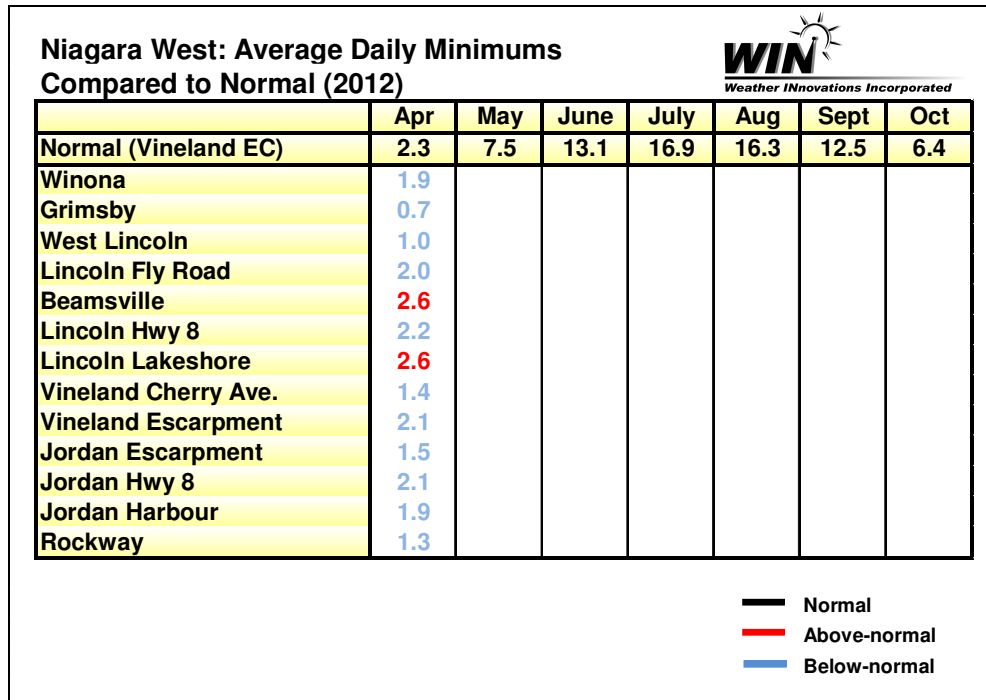 Niagara West: Average Daily Minimums
Compared to Normal (2012)
WIN
Weather INnovations Incorporated
Apr May June July Aug Sept Oct
Normal (Vineland EC) 2.3 7.5 13.1 16.9 16.3 12.5 6.4
Winona 1.9
Grimsby 0.7
West Lincoln 1.0
Lincoln Fly Road 2.0
Beamsville 2.6
Lincoln Hwy 8 2.2
Lincoln Lakeshore 2.6
Vineland Cherry Ave. 1.4
Vineland Escarpment 2.1
Jordan Escarpment 1.5
Jordan Hwy 8 2.1
Jordan Harbour 1.9
Rockway 1.3
Normal
Above-normal
Below-normal